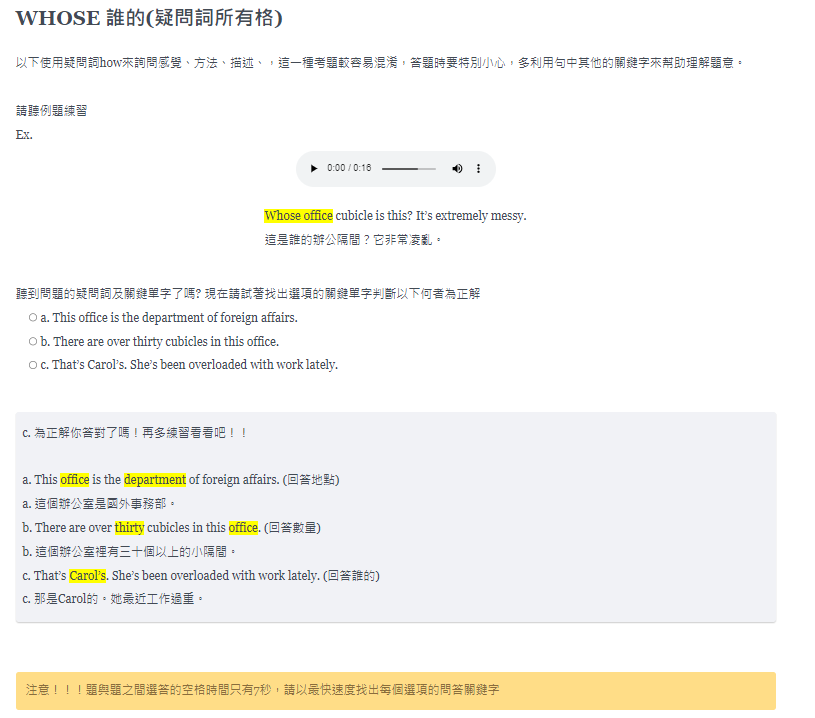 WHOSE 誰的(疑問詞所有格)
以下使用疑問詞how來詢問感覺、方法、描述、，這一種考題較容易混淆，答題時要特別小心，多利用句中其他的關鍵字來幫助理解題意。
請聽例題練習
Ex.
0:00 / 0:16
Whose office cubicle is this? It’s extremely messy.
這是誰的辦公隔間？它非常凌亂。
聽到問題的疑問詞及關鍵單字了嗎? 現在請試著找出選項的關鍵單字判斷以下何者為正解
a. This office is the department of foreign affairs.
b. There are over thirty cubicles in this office.
c. That’s Carol’s. She’s been overloaded with work lately.
c. 為正解你答對了嗎！再多練習看看吧！！
a. This office is the department of foreign affairs. (回答地點)
a. 這個辦公室是國外事務部。
b. There are over thirty cubicles in this office. (回答數量)
b. 這個辦公室裡有三十個以上的小隔間。
c. That’s Carol’s. She’s been overloaded with work lately. (回答誰的)
c. 那是Carol的。她最近工作過重。
注意！！！題與題之間選答的空格時間只有7秒，請以最快速度找出每個選項的問答關鍵字